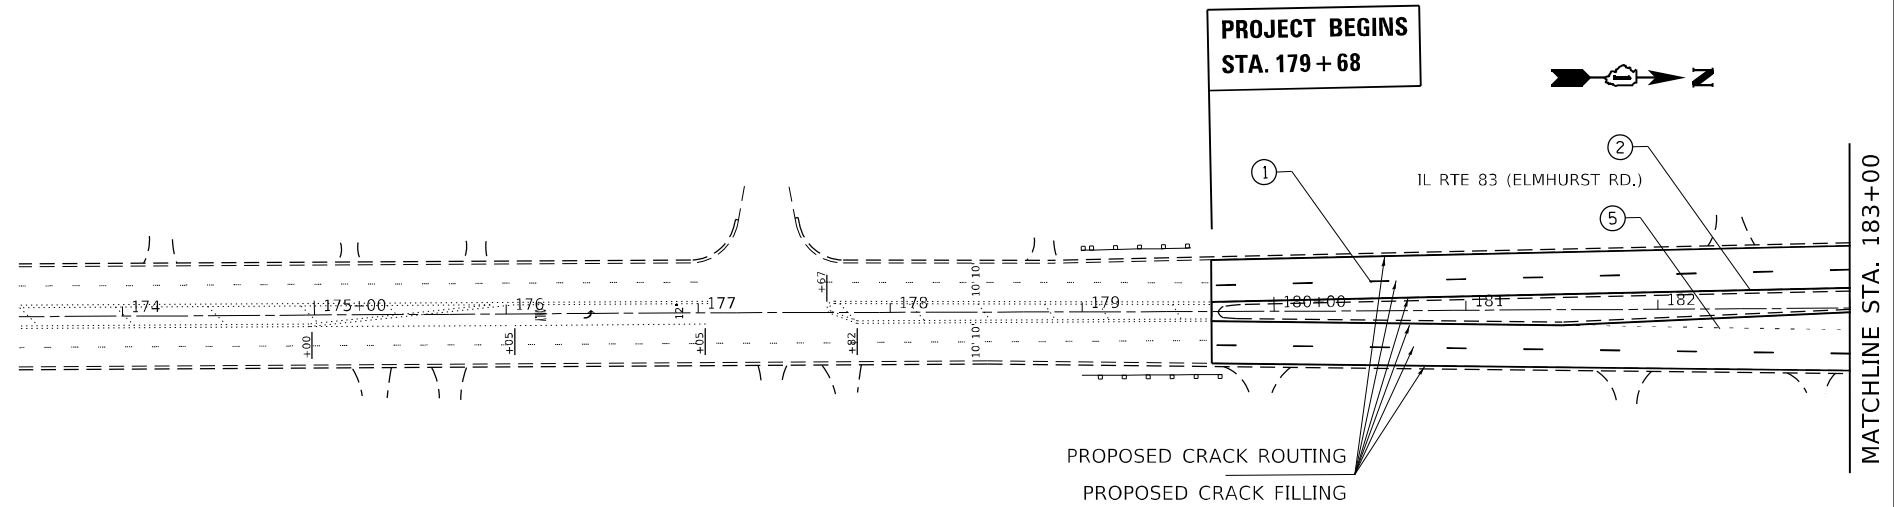 PROJECT BEGINS
STA. 179+68
N
1
2
IL RTE 83 (ELMHURST RD.)
5
MATCHLINE STA. 183+00
+67
10' 10'
174
175+00
176
12'
177
178
179
180+00
181
182
+00
+05
+05
+82
10' 10'
PROPOSED CRACK ROUTING
PROPOSED CRACK FILLING